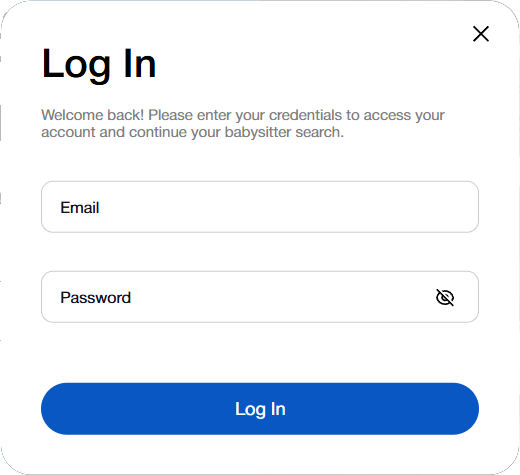 Log In
Welcome back! Please enter your credentials to access your
account and continue your babysitter search.
Email
Password
Log In